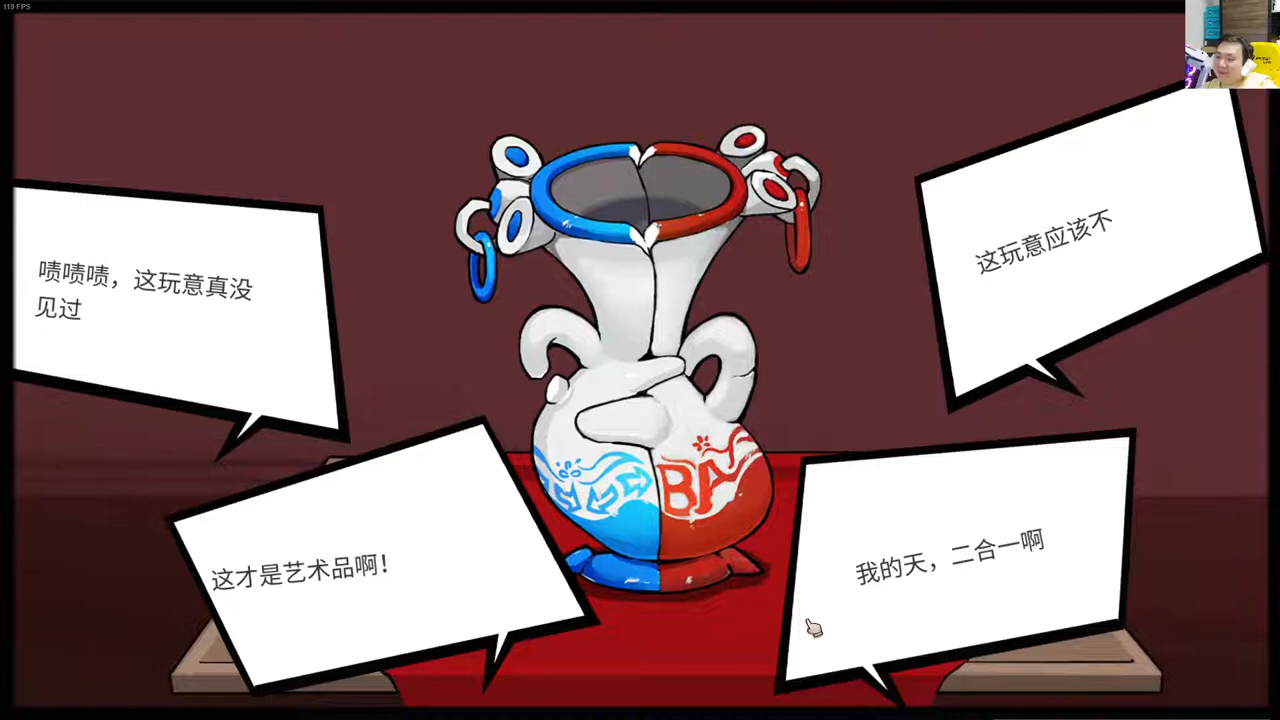 119 FPS
啧啧啧，这玩意真没
见过
这玩意应该不
这才是艺术品啊！
我的天，二合一啊
BA